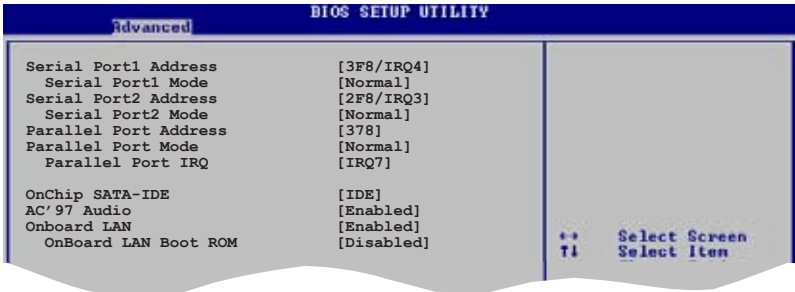 BIOS SETUP UTILITY
Advanced
Serial Port1 Address [3F8/IRQ4]
Serial Port1 Mode [Normal]
Serial Port2 Address [2F8/IRQ3]
Serial Port2 Mode [Normal]
Parallel Port Address [378]
Parallel Port Mode [Normal]
Parallel Port IRQ [IRQ7]
OnChip SATA-IDE [IDE]
AC’97 Audio [Enabled]
Onboard LAN [Enabled]
OnBoard LAN Boot ROM [Disabled]
↔ Select Screen
↑↓ Select Item